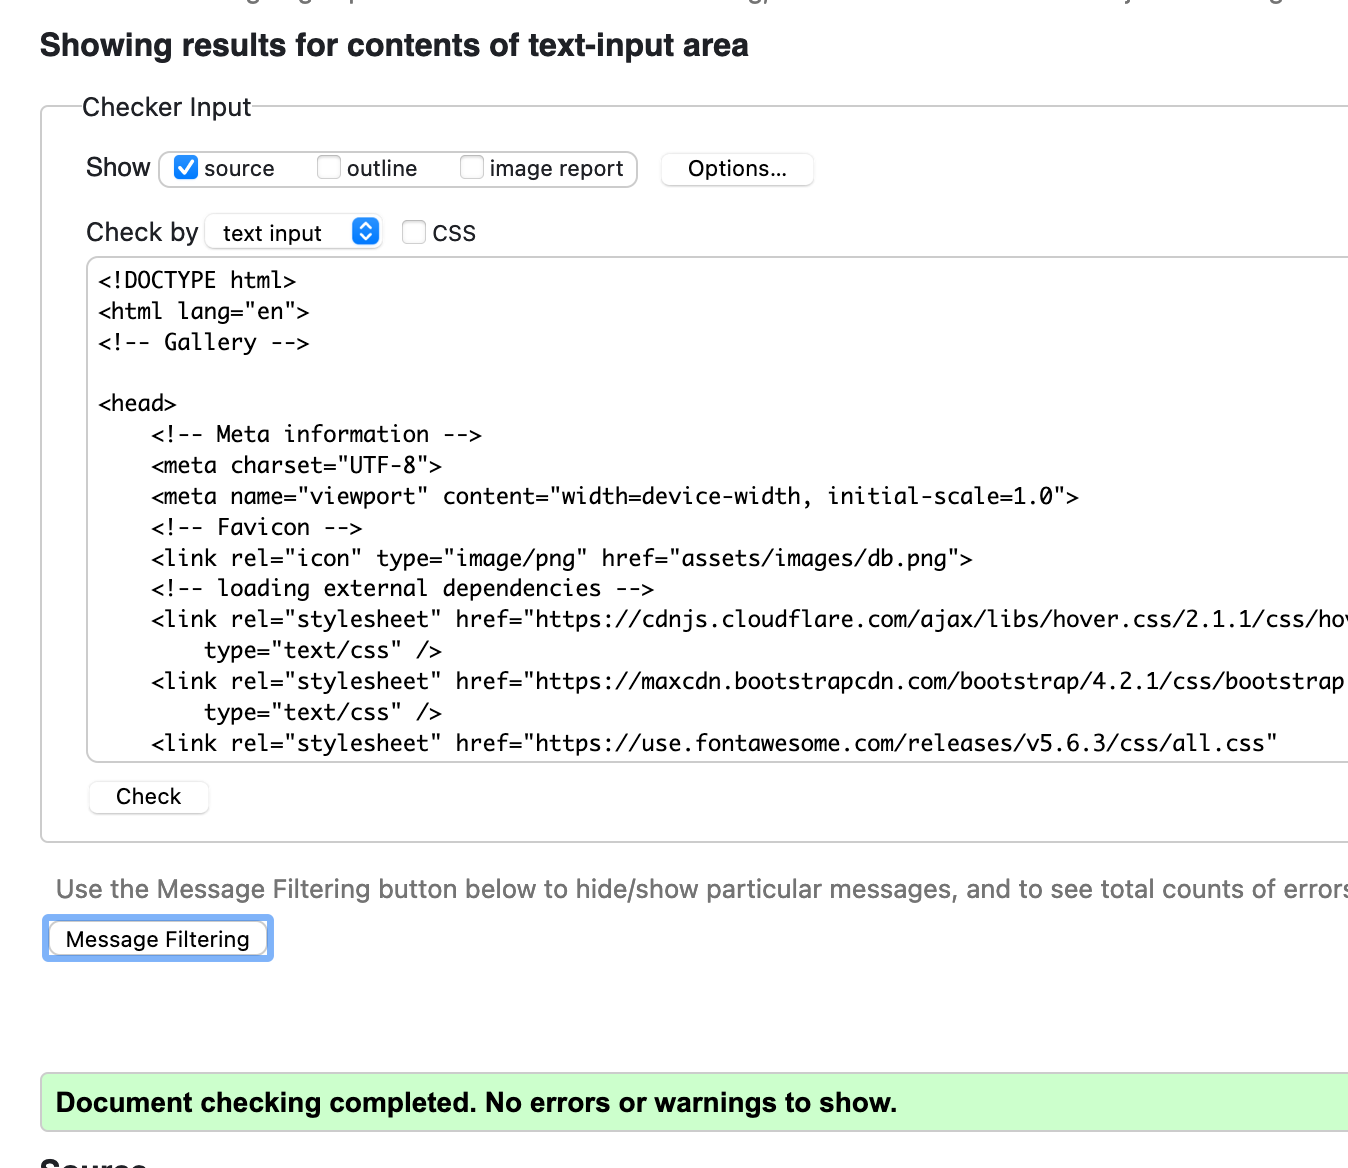 Showing results for contents of text-input area
Checker Input
Show source outline image report Options...
Check by text input CSS
<!DOCTYPE html>
<html lang="en">
<!-- Gallery -->
<head>
<!-- Meta information -->
<meta charset="UTF-8">
<meta name="viewport" content="width=device-width, initial-scale=1.0">
<!-- Favicon -->
<link rel="icon" type="image/png" href="assets/images/db.png">
<!-- loading external dependencies -->
<link rel="stylesheet" href="https://cdnjs.cloudflare.com/ajax/libs/hover.css/2.1.1/css/hov
type="text/css" />
<link rel="stylesheet" href="https://maxcdn.bootstrapcdn.com/bootstrap/4.2.1/css/bootstrap
type="text/css" />
<link rel="stylesheet" href="https://use.fontawesome.com/releases/v5.6.3/css/all.css"
Check
Use the Message Filtering button below to hide/show particular messages, and to see total counts of errors
Message Filtering
Document checking completed. No errors or warnings to show.
Source